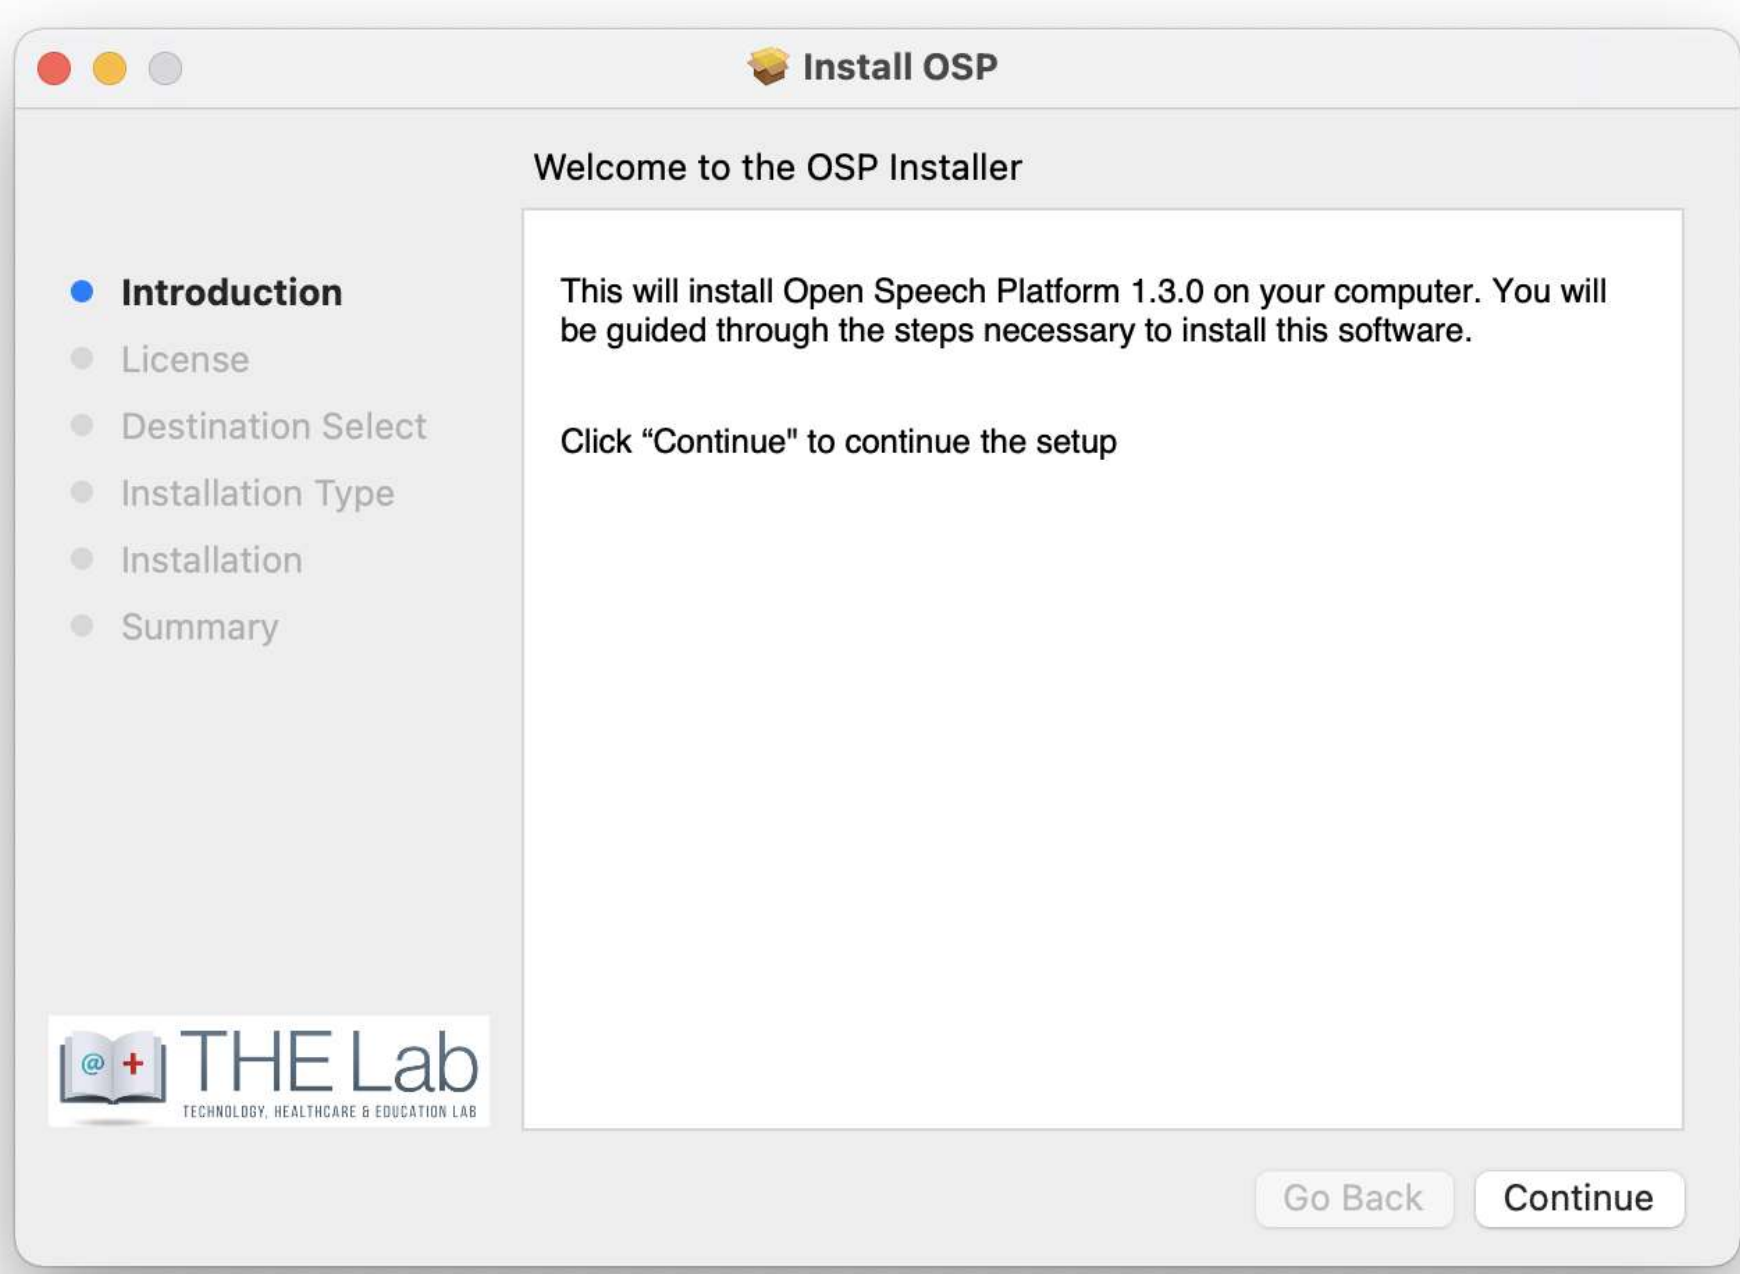 Install OSP
Welcome to the OSP Installer
Introduction
License
Destination Select
Installation Type
Installation
Summary
This will install Open Speech Platform 1.3.0 on your computer. You will
be guided through the steps necessary to install this software.
Click “Continue" to continue the setup
@ +
THE Lab
TECHNOLOGY, HEALTHCARE & EDUCATION LAB
Go Back
Continue